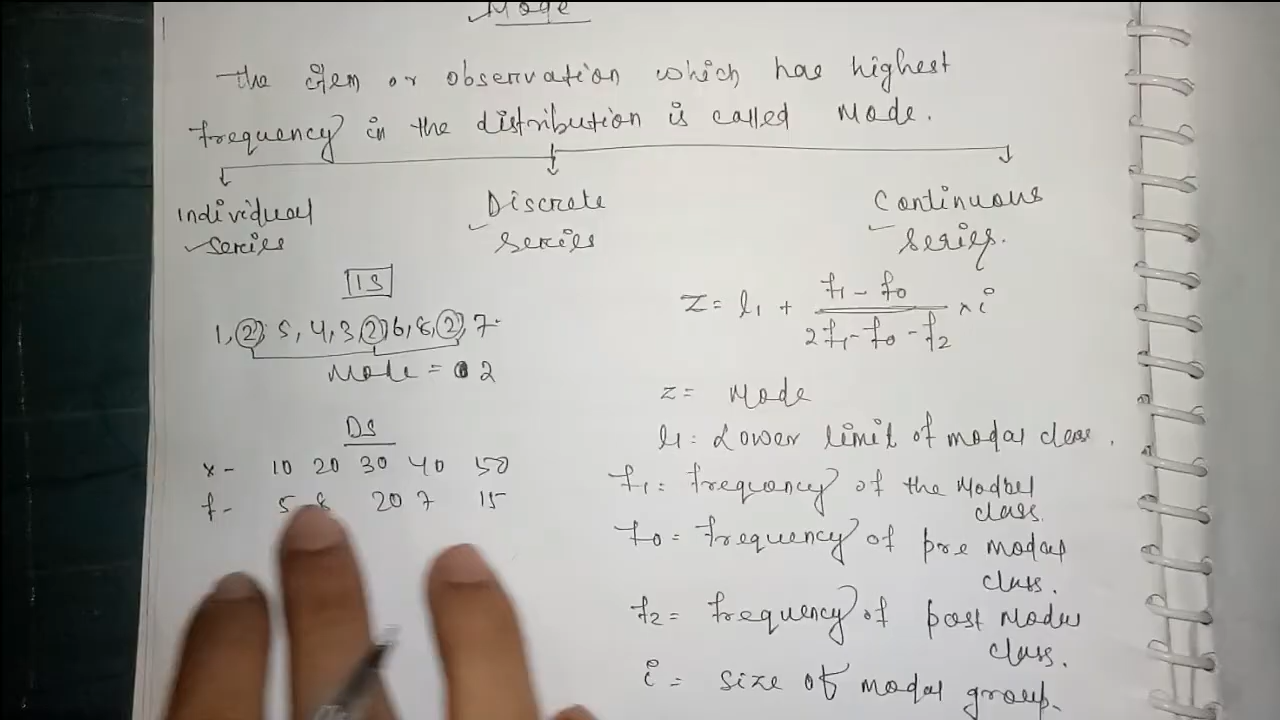 Mode
The item or observation which has highest
frequency in the distribution is called Mode.
Individual
series
Discrete
series
Continuous
series.
IS
1, 2, 5, 4, 3, 2, 6, 8, 2, 7.
Mode = 2
DS
x - 10 20 30 40 50
f - 5 8 20 7 15
Z = l₁ + (f₁ - f₀) / (2f₁ - f₀ - f₂) × i
z = Mode
l₁ = Lower limit of modal class.
f₁ = frequency of the Modal
class.
f₀ = frequency of pre modal
class.
f₂ = frequency of post Modal
class.
i = size of modal group.